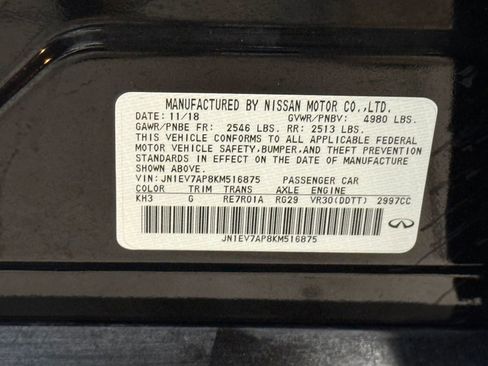 MANUFACTURED BY NISSAN MOTOR CO.,LTD.
DATE: 11/18 GVWR/PNBV: 4980 LBS.
GAWR/PNBE FR: 2546 LBS. RR: 2513 LBS.
THIS VEHICLE CONFORMS TO ALL APPLICABLE FEDERAL
MOTOR VEHICLE SAFETY,BUMPER,AND THEFT PREVENTION
STANDARDS IN EFFECT ON THE DATE OF MANUFACTURE
SHOWN ABOVE.
VIN: JN1EV7AP8KM516875 PASSENGER CAR
COLOR TRIM TRANS AXLE ENGINE
KH3 G RE7R01A RG29 VR30(DDTT) 2997CC
JN1EV7AP8KM516875